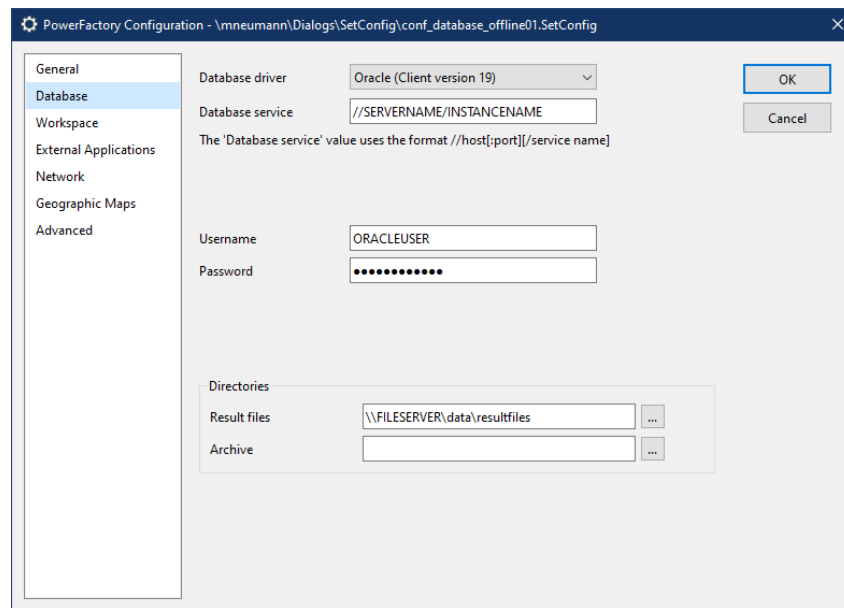 PowerFactory Configuration - \mneumann\Dialogs\SetConfig\conf_database_offline01.SetConfig
General
Database
Workspace
External Applications
Network
Geographic Maps
Advanced
Database driver
Oracle (Client version 19)
Database service
//SERVERNAME/INSTANCENAME
The 'Database service' value uses the format //host[:port][/service name]
Username
ORACLEUSER
Password
●●●●●●●●●●●●
Directories
Result files
\\FILESERVER\data\resultfiles
...
Archive
...
OK
Cancel